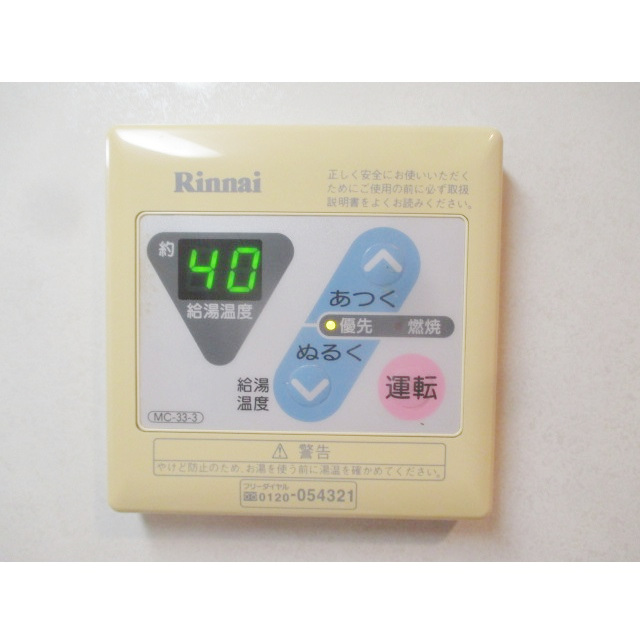 Rinnai
正しく安全にお使いいただく
ためにご使用の前に必ず取扱
説明書をよくお読みください。
約
40
給湯温度
あつく
優先 燃焼
ぬるく
給湯
温度
運転
MC-33-3
警告
やけど防止のため、お湯を使う前に湯温を確かめてください。
フリーダイヤル
0120-054321